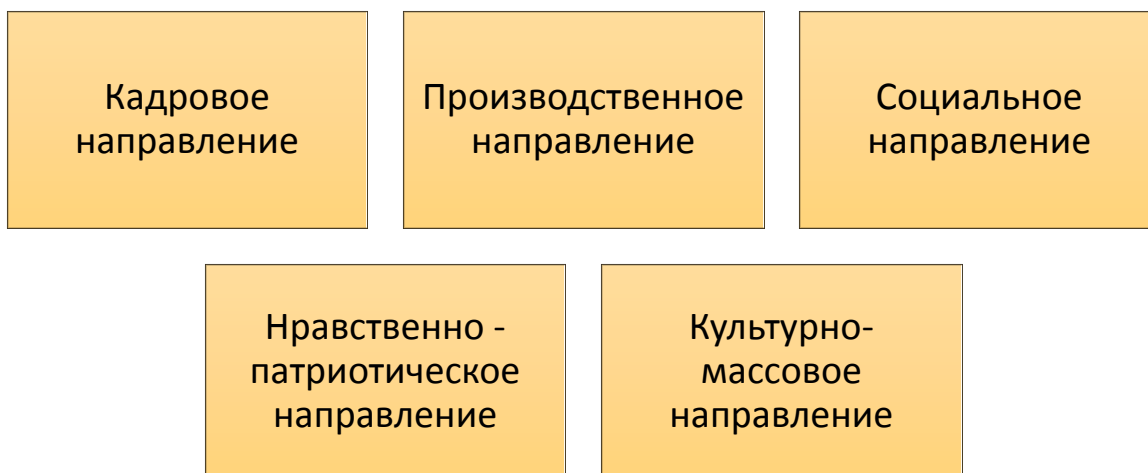 Кадровое
направление
Производственное
направление
Социальное
направление
Нравственно -
патриотическое
направление
Культурно-
массовое
направление